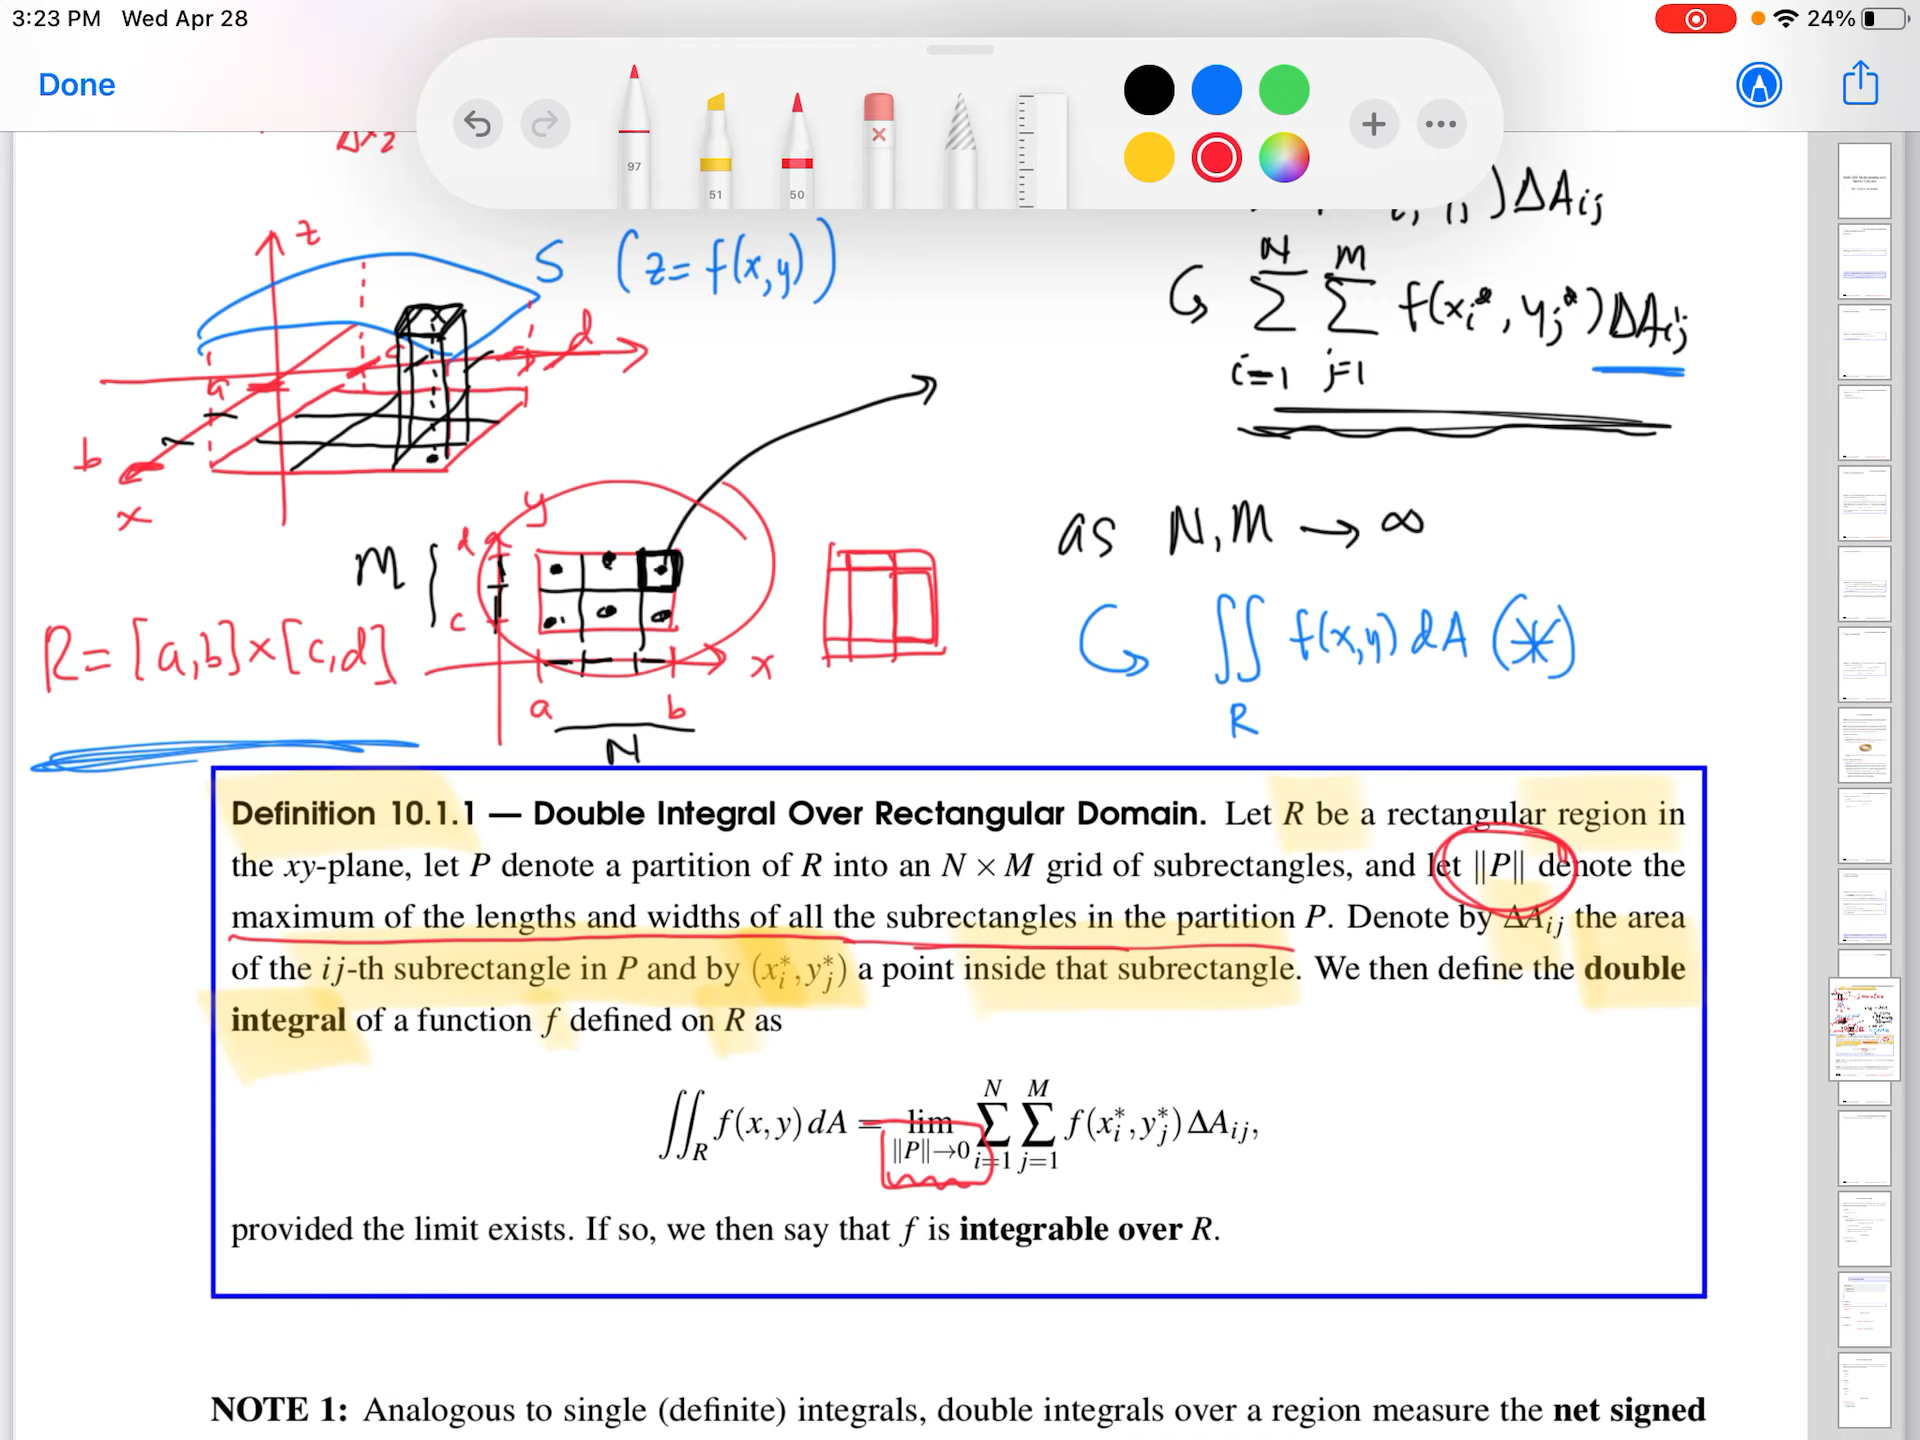 3:23 PM Wed Apr 28
24%
Done
97
51
50
ΔAij
z
S (z=f(x,y))
N M
Σ Σ f(xi*, yj*)ΔAij
i=1 j=1
a
c
d
b
x
y
as N,M → ∞
M
d
c
R=[a,b]×[c,d]
x
a
b
N
∬ f(x,y) dA (*)
R
Definition 10.1.1 — Double Integral Over Rectangular Domain. Let R be a rectangular region in
the xy-plane, let P denote a partition of R into an N × M grid of subrectangles, and let ||P|| denote the
maximum of the lengths and widths of all the subrectangles in the partition P. Denote by ΔAij the area
of the ij-th subrectangle in P and by (xi*, yj*) a point inside that subrectangle. We then define the double
integral of a function f defined on R as
∬R f(x,y) dA = lim||P||→0 Σi=1N Σj=1M f(xi*, yj*) ΔAij,
provided the limit exists. If so, we then say that f is integrable over R.
NOTE 1: Analogous to single (definite) integrals, double integrals over a region measure the net signed